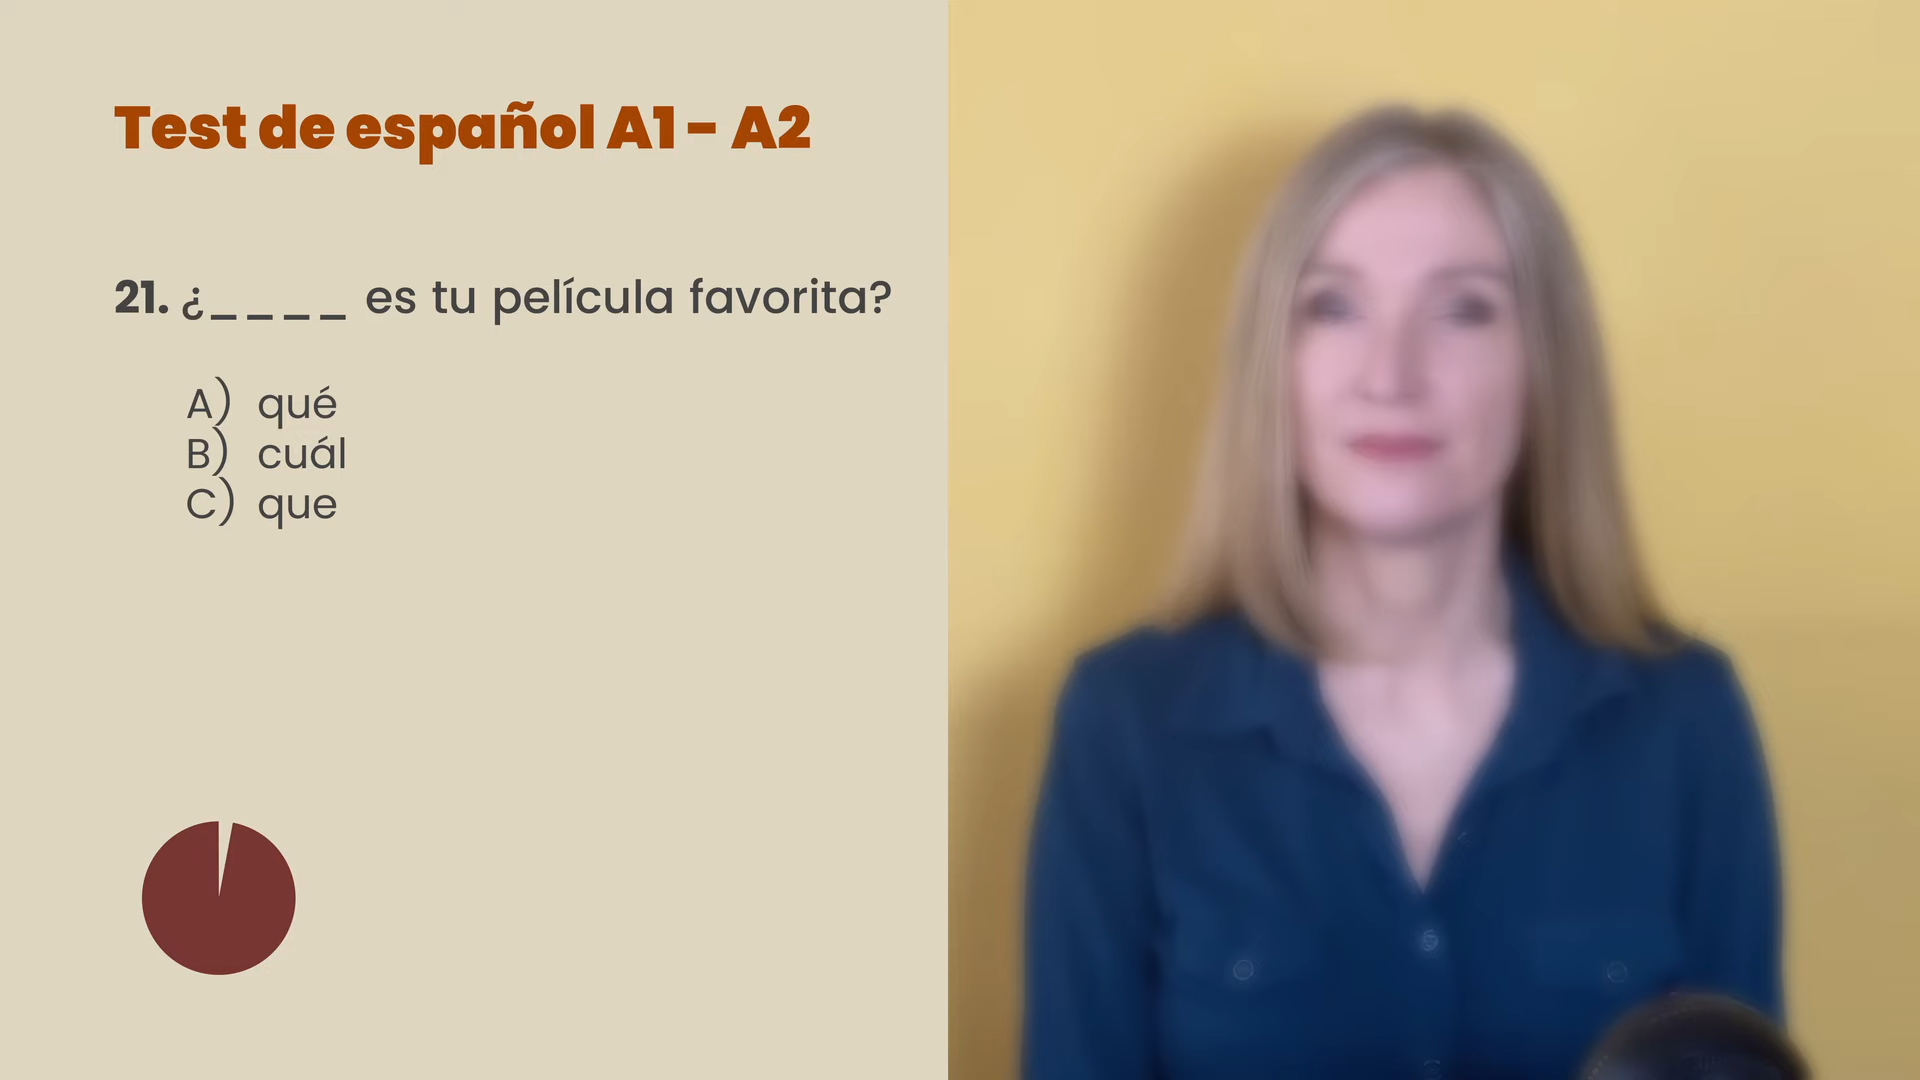 Test de español A1 - A2
21. ¿_ _ _ _ es tu película favorita?
A) qué
B) cuál
C) que